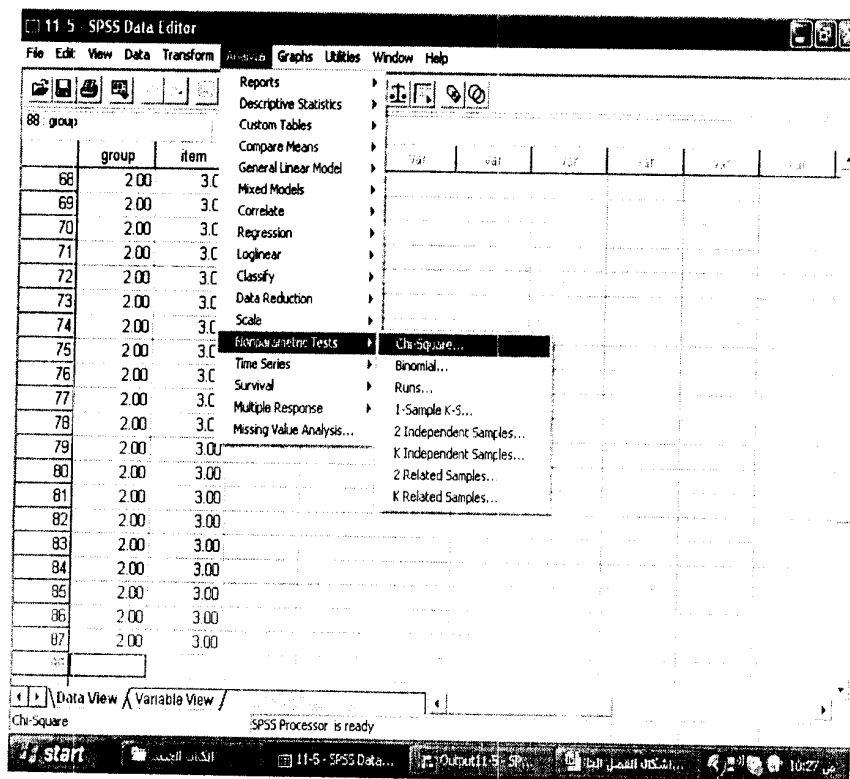 11-5 - SPSS Data Editor
File Edit View Data Transform Analyze Graphs Utilities Window Help
88 : group
group item var var var var var var
68 2.00 3.0
69 2.00 3.0
70 2.00 3.0
71 2.00 3.0
72 2.00 3.0
73 2.00 3.0
74 2.00 3.0
75 2.00 3.0
76 2.00 3.0
77 2.00 3.0
78 2.00 3.0
79 2.00 3.00
80 2.00 3.00
81 2.00 3.00
82 2.00 3.00
83 2.00 3.00
84 2.00 3.00
85 2.00 3.00
86 2.00 3.00
87 2.00 3.00
Reports
Descriptive Statistics
Custom Tables
Compare Means
General Linear Model
Mixed Models
Correlate
Regression
Loglinear
Classify
Data Reduction
Scale
Nonparametric Tests
Time Series
Survival
Multiple Response
Missing Value Analysis...
Chi-Square...
Binomial...
Runs...
1-Sample K-S...
2 Independent Samples...
K Independent Samples...
2 Related Samples...
K Related Samples...
Data View Variable View
Chi-Square SPSS Processor is ready
start الكتاب 11-5 - SPSS Data... Output11-5 - SP... اشكال الفصل 10:27 ص